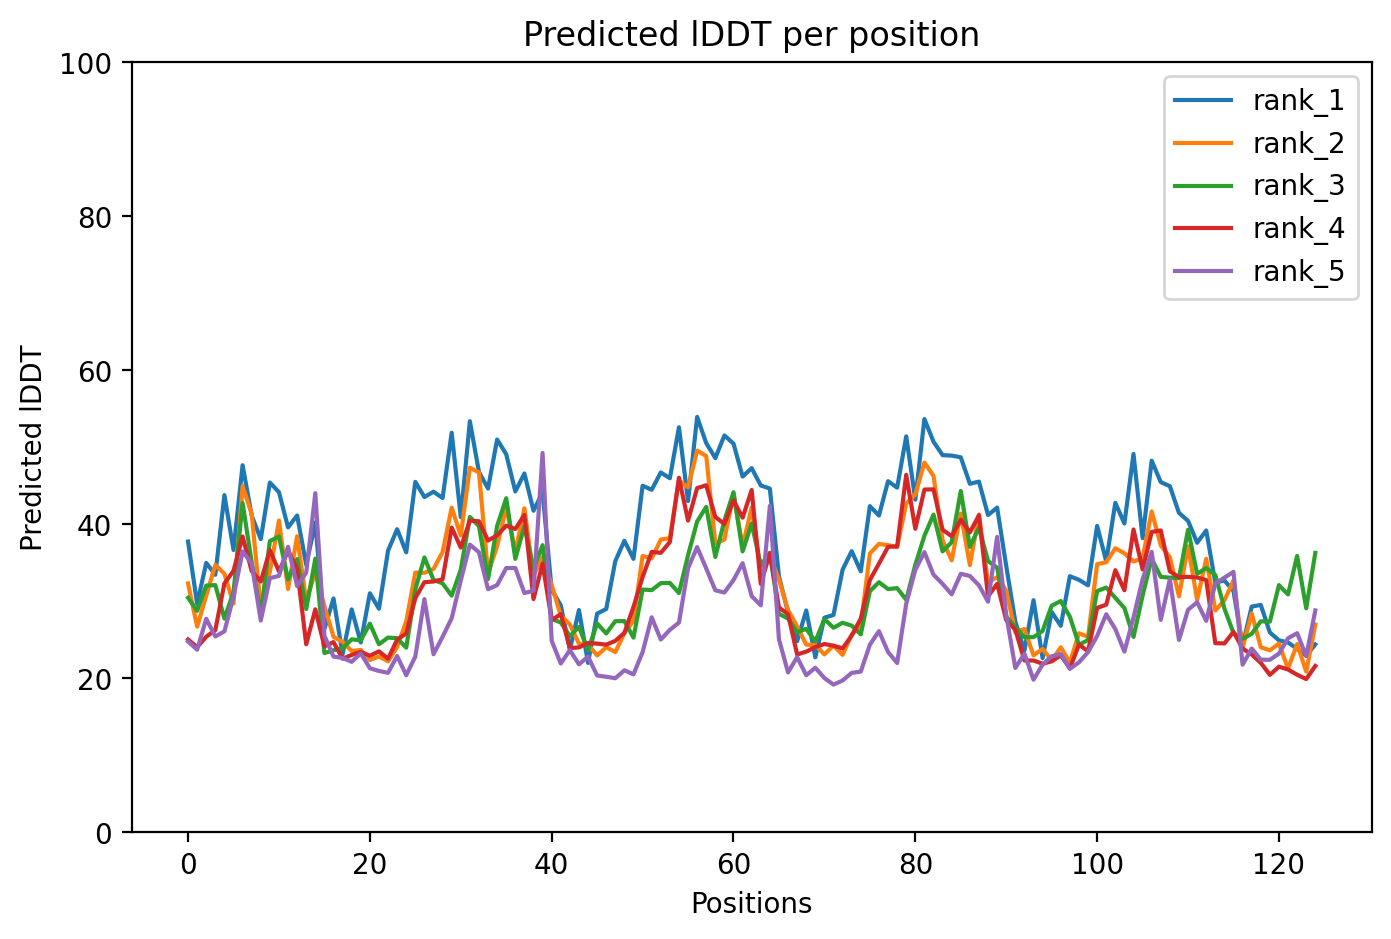 Predicted lDDT per position
100
80
60
40
20
0
Predicted lDDT
0 20 40 60 80 100 120
Positions
rank_1
rank_2
rank_3
rank_4
rank_5